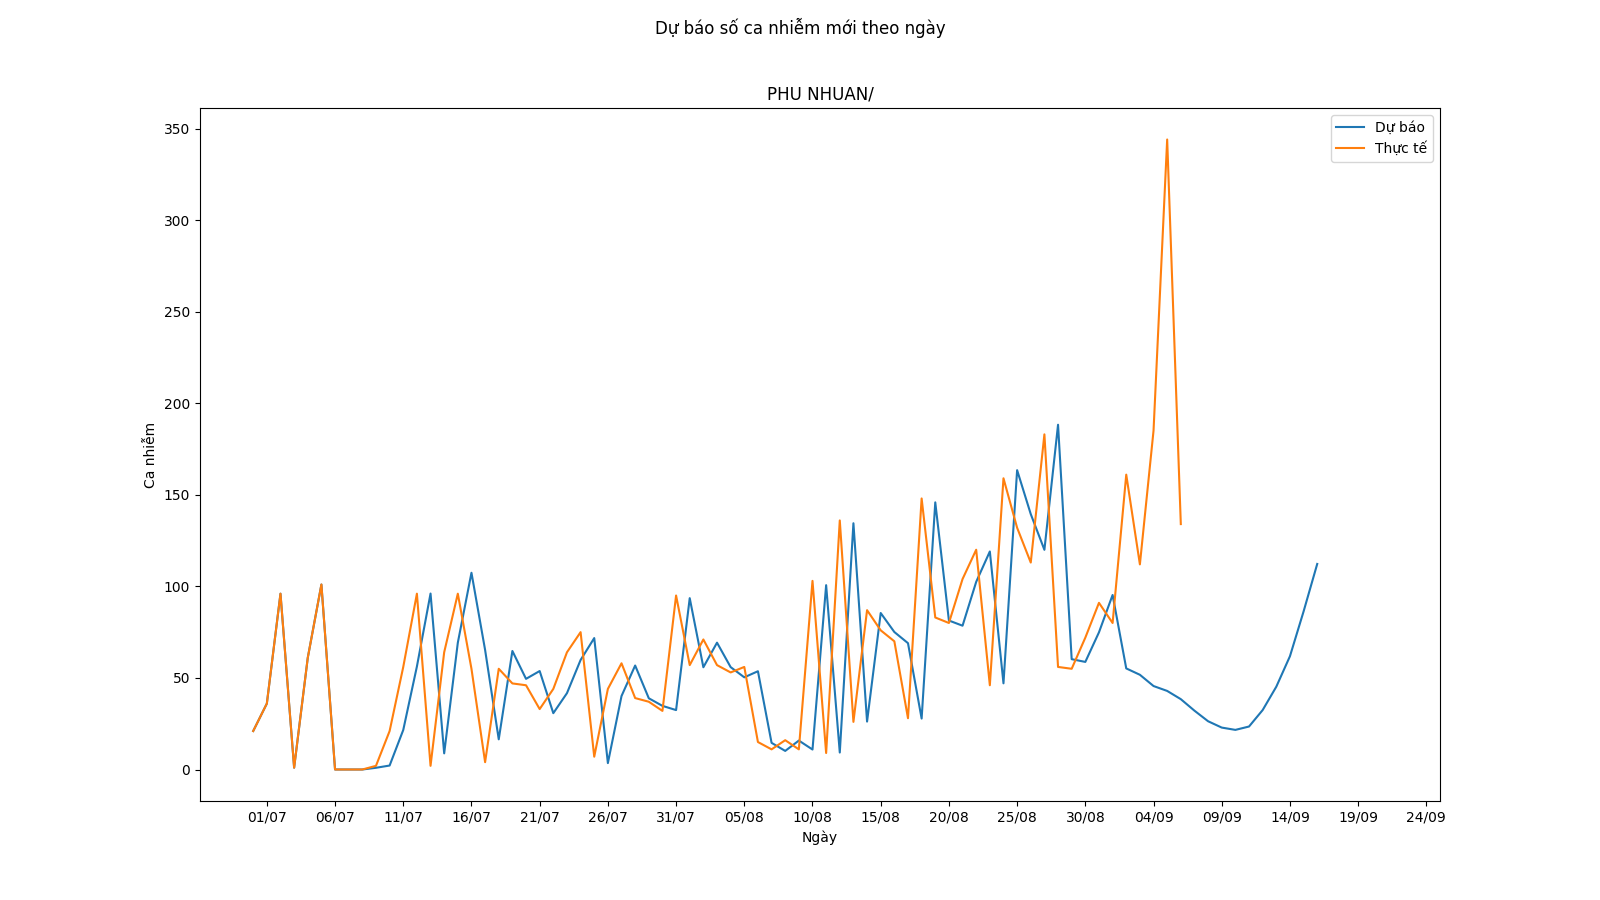 Dự báo số ca nhiễm mới theo ngày
PHU NHUAN/
Dự báo
Thực tế
350
300
250
200
150
100
50
0
Ca nhiễm
01/07 06/07 11/07 16/07 21/07 26/07 31/07 05/08 10/08 15/08 20/08 25/08 30/08 04/09 09/09 14/09 19/09 24/09
Ngày